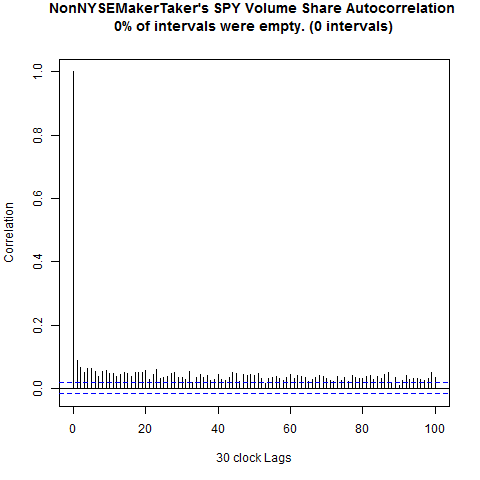 NonNYSEMakerTaker's SPY Volume Share Autocorrelation
0% of intervals were empty. (0 intervals)
1.0
0.8
0.6
0.4
0.2
0.0
Correlation
0 20 40 60 80 100
30 clock Lags